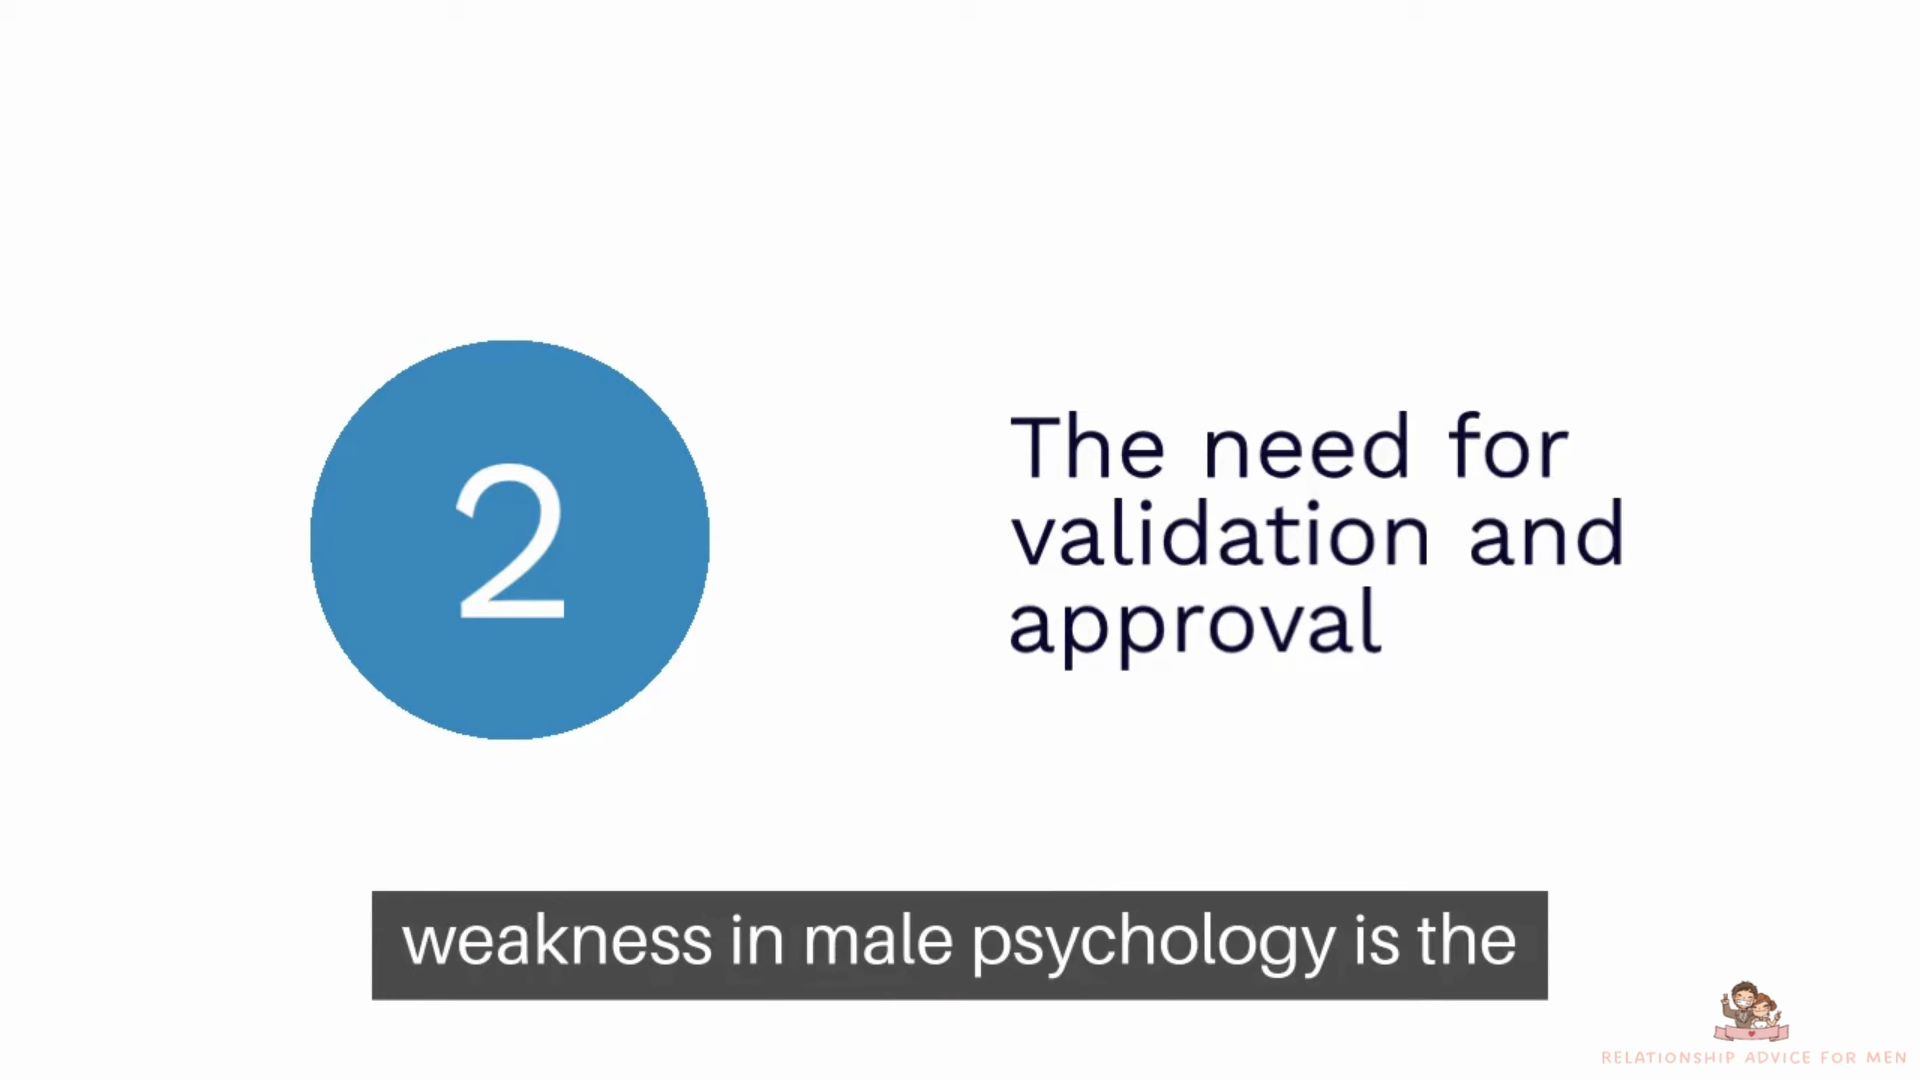 2
The need for
validation and
approval
weakness in male psychology is the
RELATIONSHIP ADVICE FOR MEN